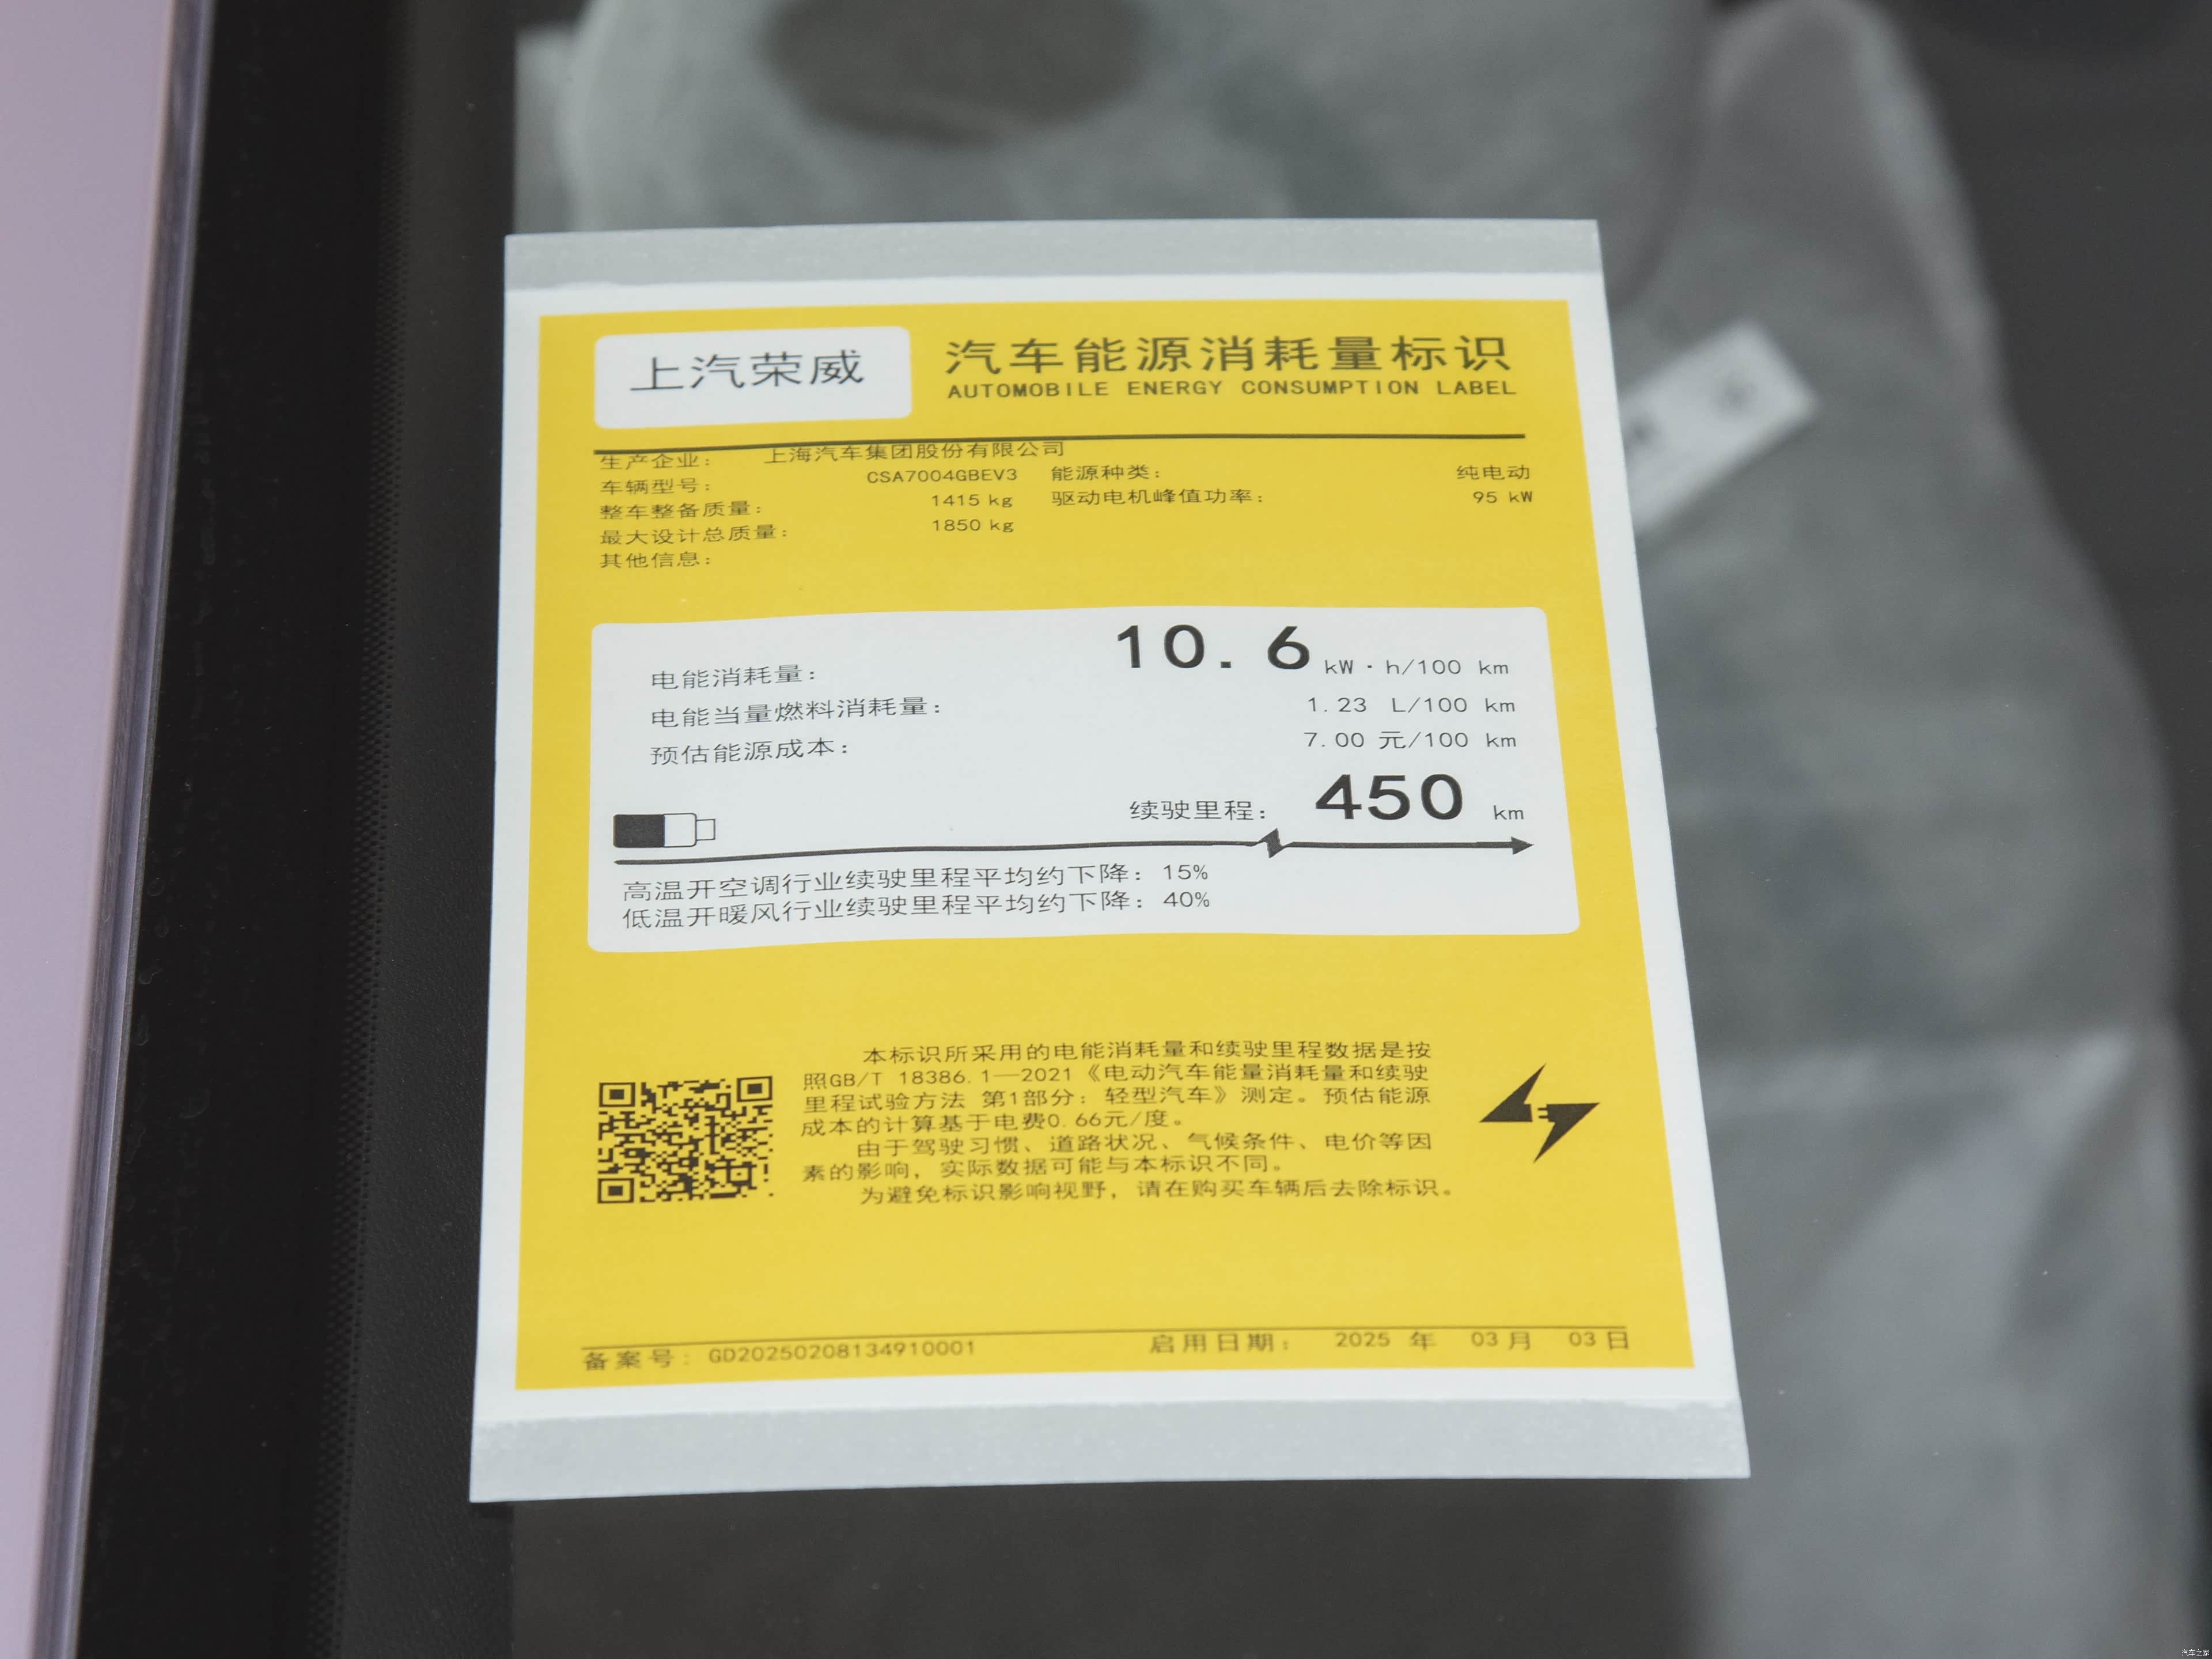 上汽荣威
汽车能源消耗量标识
AUTOMOBILE ENERGY CONSUMPTION LABEL
生产企业: 上海汽车集团股份有限公司
车辆型号: CSA7004GBEV3 能源种类: 纯电动
整车整备质量: 1415 kg 驱动电机峰值功率: 95 kW
最大设计总质量: 1850 kg
其他信息:
电能消耗量: 10.6 kW·h/100 km
电能当量燃料消耗量: 1.23 L/100 km
预估能源成本: 7.00 元/100 km
续驶里程: 450 km
高温开空调行业续驶里程平均约下降: 15%
低温开暖风行业续驶里程平均约下降: 40%
本标识所采用的电能消耗量和续驶里程数据是按
照GB/T 18386.1—2021《电动汽车能量消耗量和续驶
里程试验方法 第1部分: 轻型汽车》测定。预估能源
成本的计算基于电费0.66元/度。
由于驾驶习惯、道路状况、气候条件、电价等因
素的影响, 实际数据可能与本标识不同。
为避免标识影响视野, 请在购买车辆后去除标识。
备案号: GD20250208134910001 启用日期: 2025 年 03 月 03 日
汽车之家